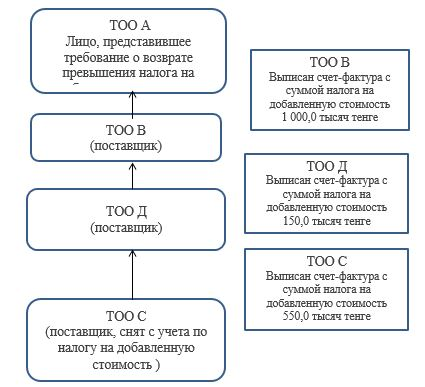 ТОО А
Лицо, представившее
требование о возврате
превышения налога на
ТОО В
(поставщик)
ТОО Д
(поставщик)
ТОО С
(поставщик, снят с учета по
налогу на добавленную
стоимость )
ТОО В
Выписан счет-фактура с
суммой налога на
добавленную стоимость
1 000,0 тысяч тенге
ТОО Д
Выписан счет-фактура с
суммой налога на
добавленную стоимость
150,0 тысяч тенге
ТОО С
Выписан счет-фактура с
суммой налога на
добавленную стоимость
550,0 тысяч тенге